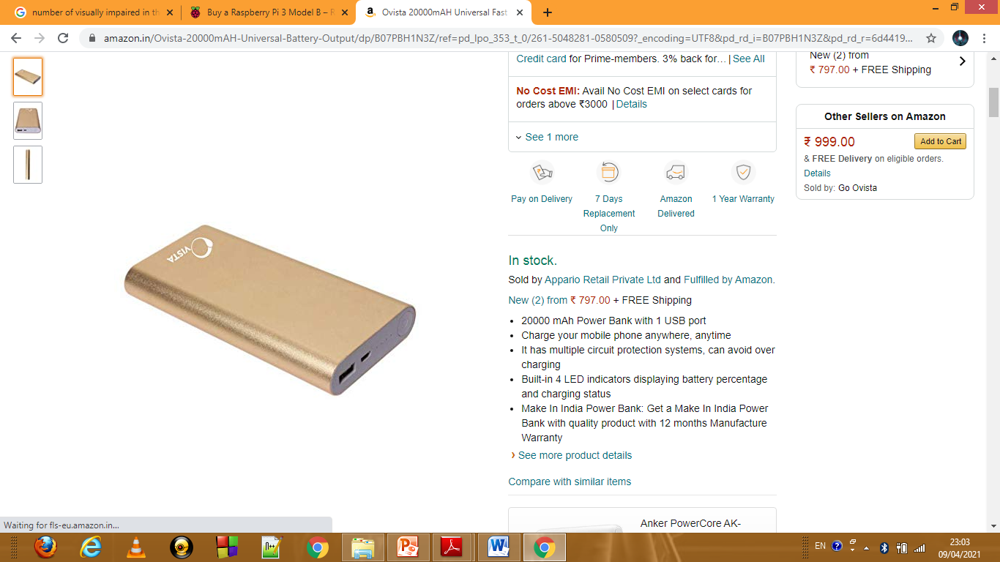 number of visually impaired in th
Buy a Raspberry Pi 3 Model B – R
Ovista 20000mAH Universal Fast
amazon.in/Ovista-20000mAH-Universal-Battery-Output/dp/B07PBH1N3Z/ref=pd_lpo_353_t_0/261-5048281-0580509?_encoding=UTF8&pd_rd_i=B07PBH1N3Z&pd_rd_r=6d4419...
Credit card for Prime-members. 3% back for… | See All
No Cost EMI: Avail No Cost EMI on select cards for
orders above ₹3000 | Details
See 1 more
Pay on Delivery
7 Days
Replacement
Only
Amazon
Delivered
1 Year Warranty
In stock.
Sold by Appario Retail Private Ltd and Fulfilled by Amazon.
New (2) from ₹ 797.00 + FREE Shipping
• 20000 mAh Power Bank with 1 USB port
• Charge your mobile phone anywhere, anytime
• It has multiple circuit protection systems, can avoid over
charging
• Built-in 4 LED indicators displaying battery percentage
and charging status
• Make In India Power Bank: Get a Make In India Power
Bank with quality product with 12 months Manufacture
Warranty
› See more product details
Compare with similar items
Anker PowerCore AK-
New (2) from
₹ 797.00 + FREE Shipping
Other Sellers on Amazon
₹ 999.00
Add to Cart
& FREE Delivery on eligible orders.
Details
Sold by: Go Ovista
OVISTA
Waiting for fls-eu.amazon.in...
EN
23:03
09/04/2021